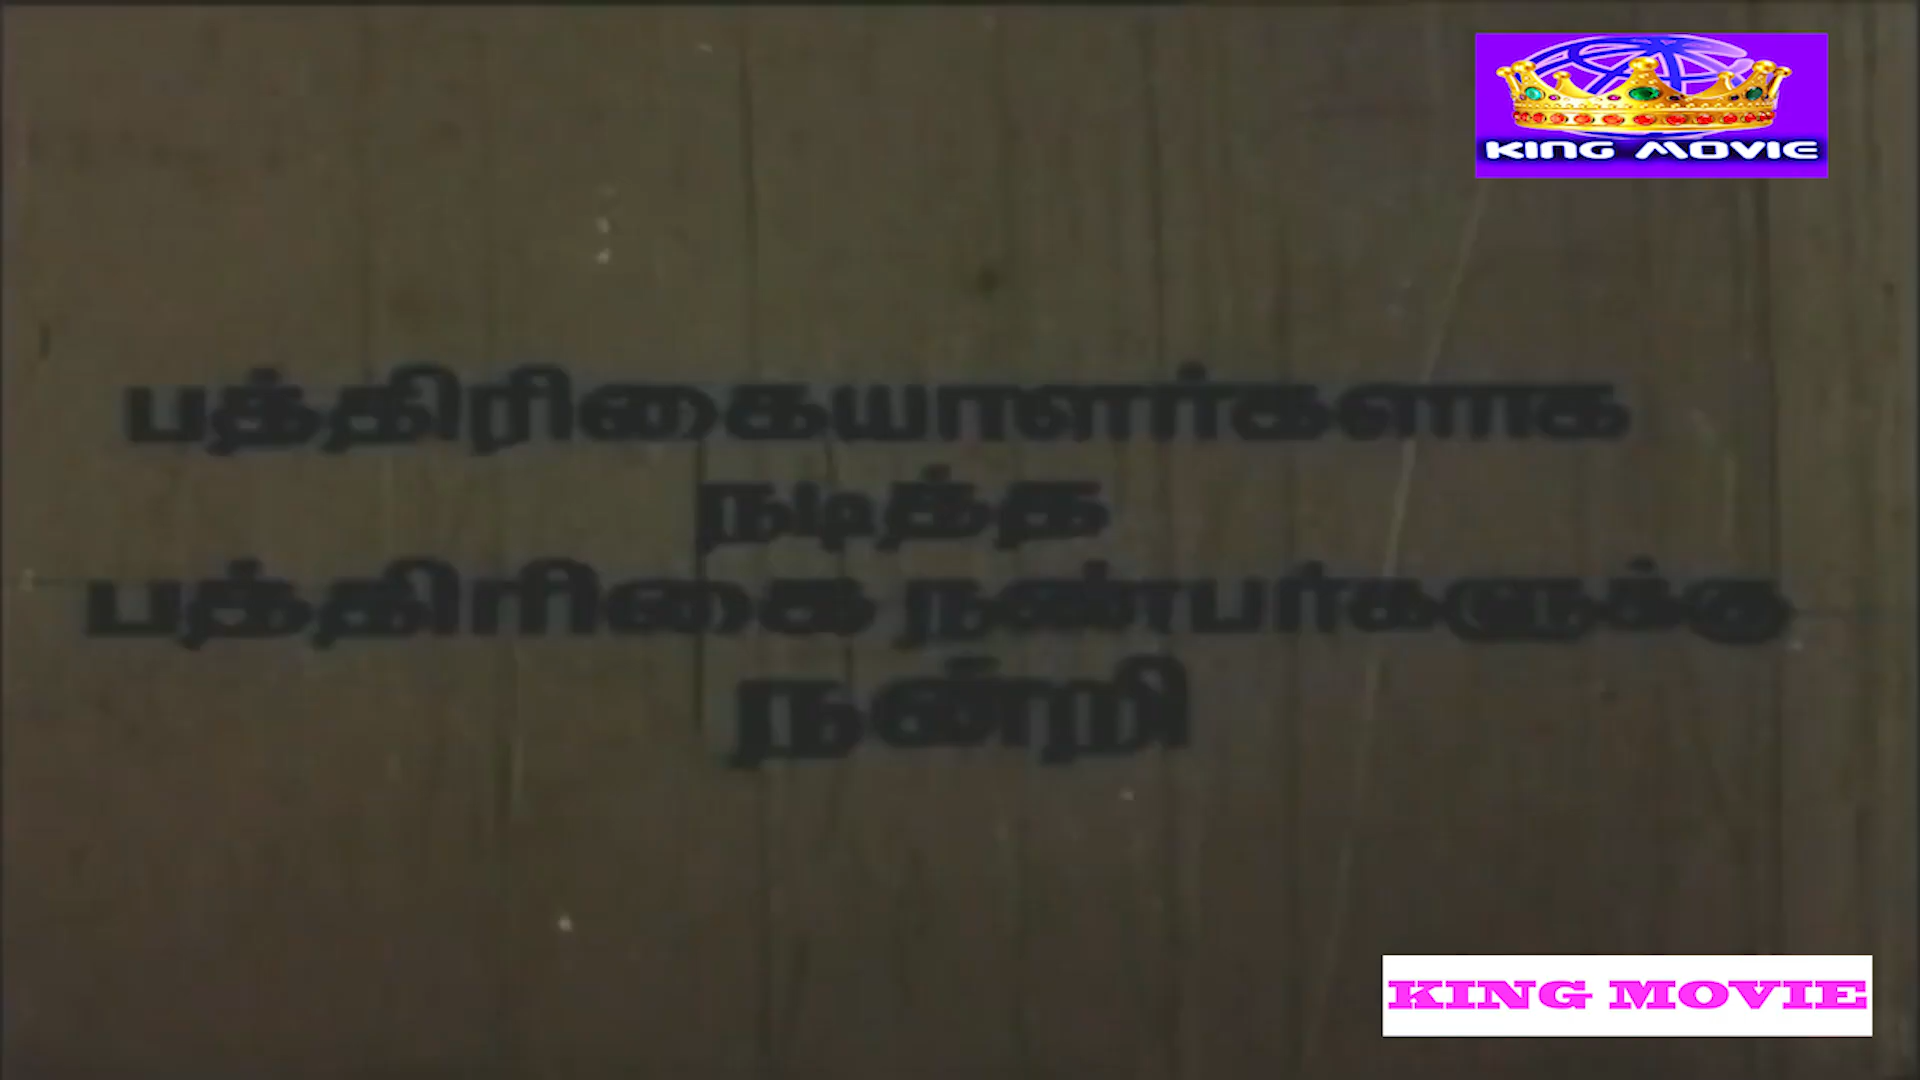 KING MOVIE
பத்திரிகையாளர்களாக
நடித்த
பத்திரிகை நண்பர்களுக்கு
நன்றி
KING MOVIE